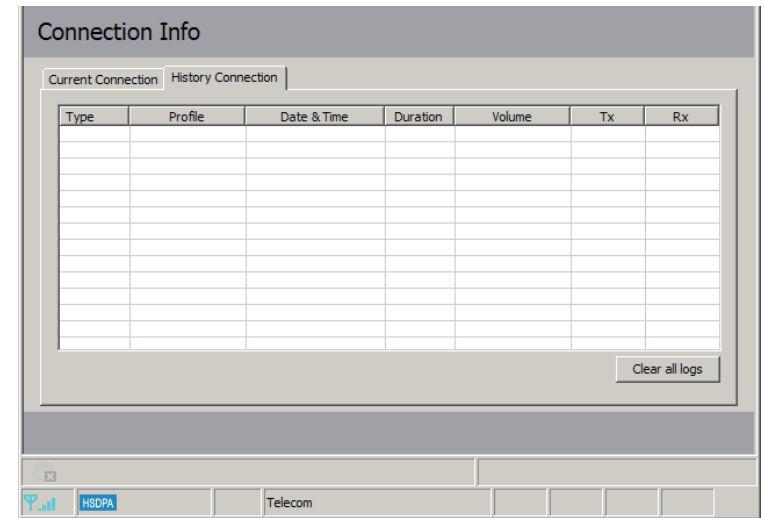 Connection Info
Current Connection History Connection
Type Profile Date & Time Duration Volume Tx Rx
Clear all logs
HSDPA Telecom